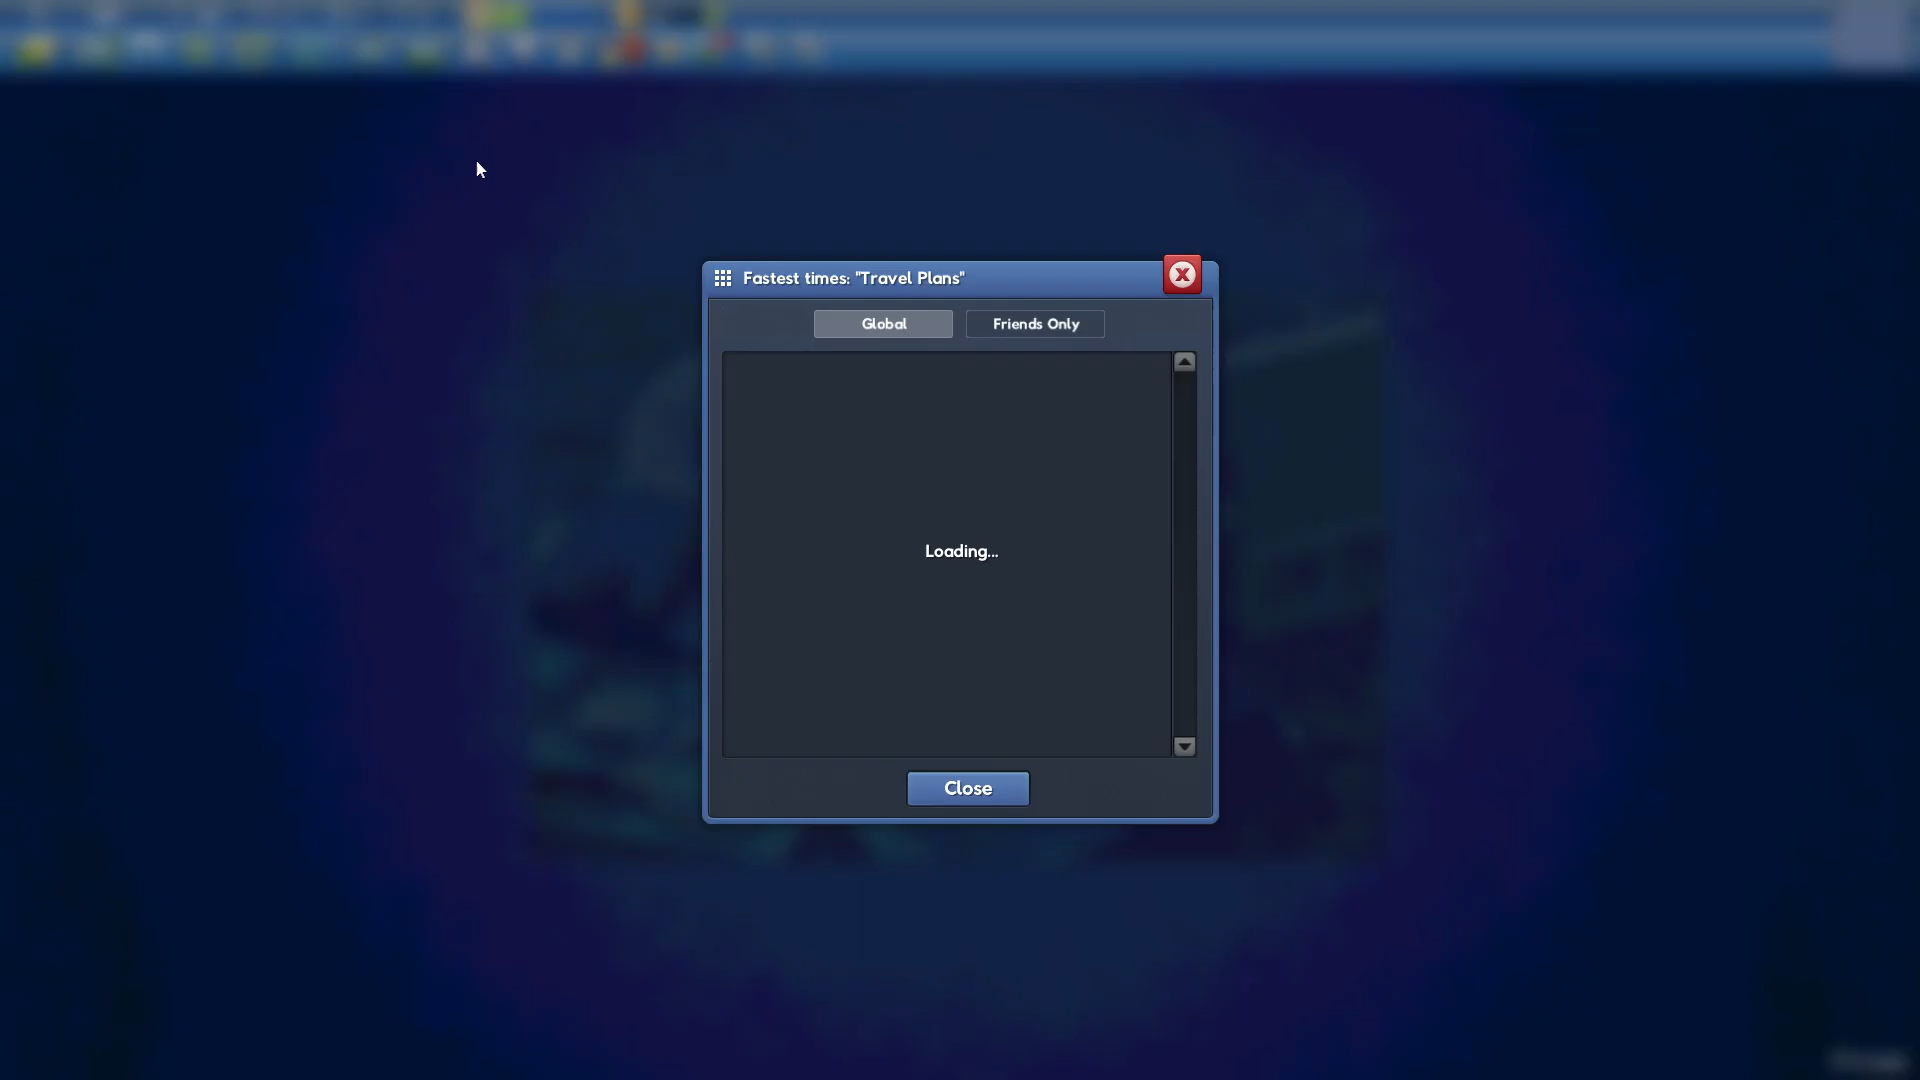 Fastest times: "Travel Plans"
Global
Friends Only
Loading...
Close